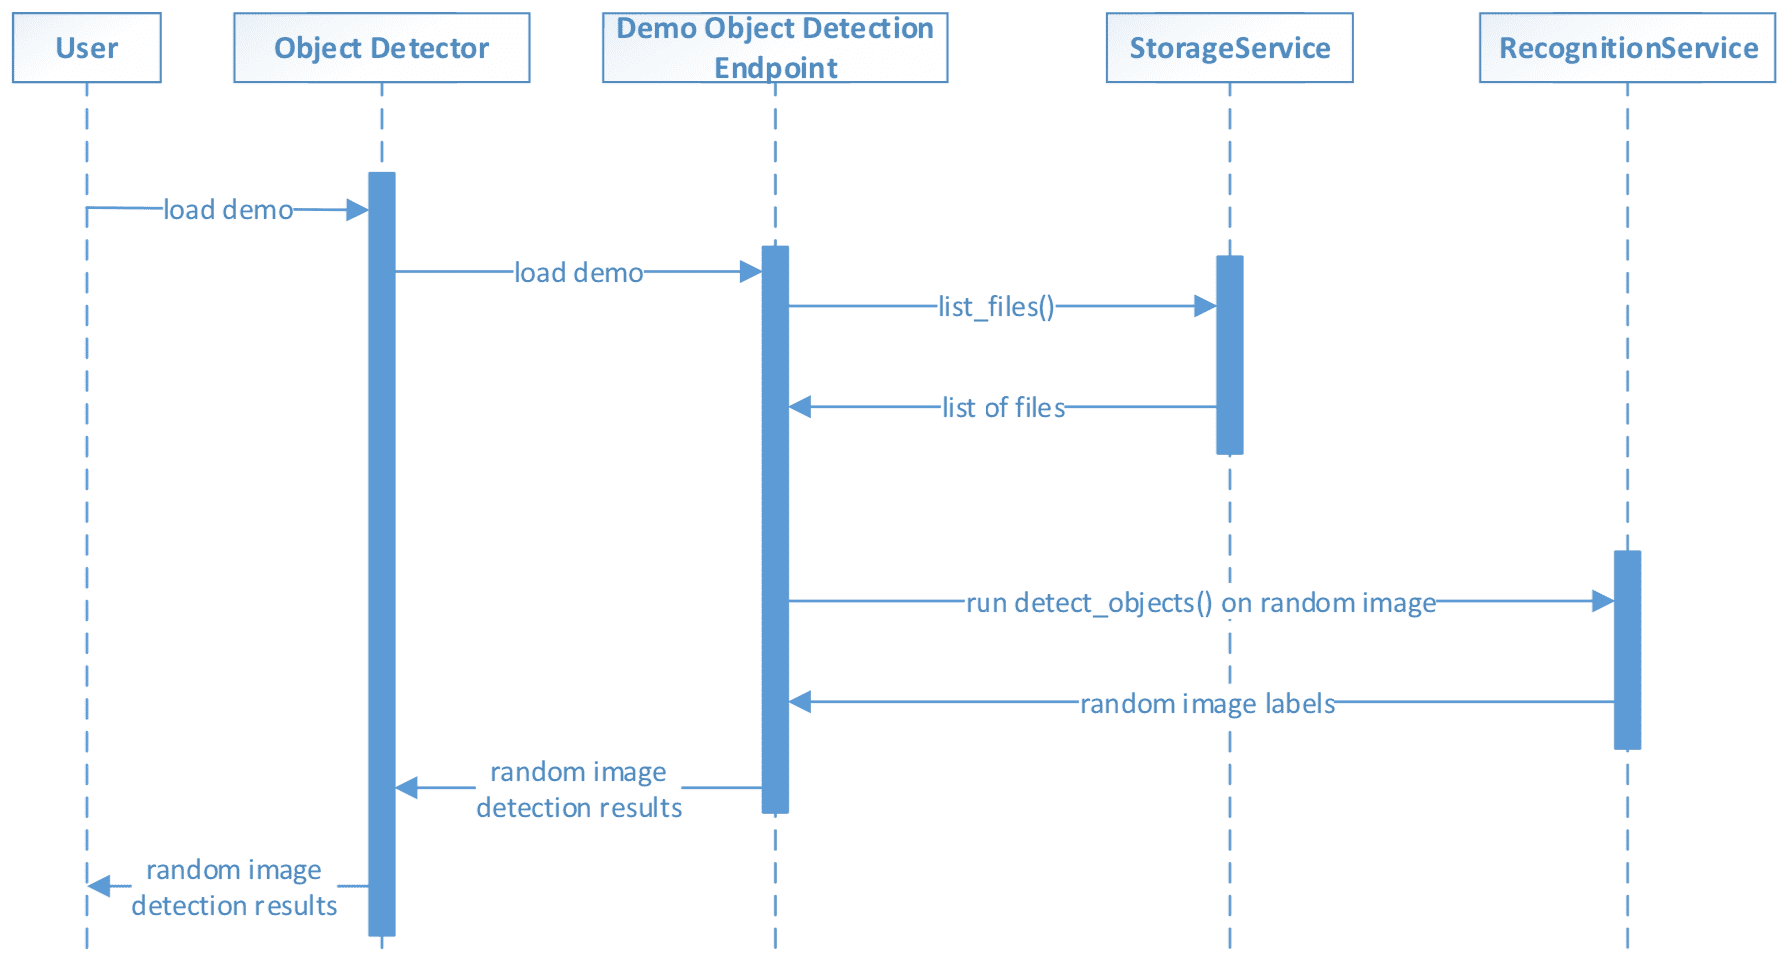 User
Object Detector
Demo Object Detection
Endpoint
StorageService
RecognitionService
load demo
load demo
list_files()
list of files
run detect_objects() on random image
random image labels
random image
detection results
random image
detection results